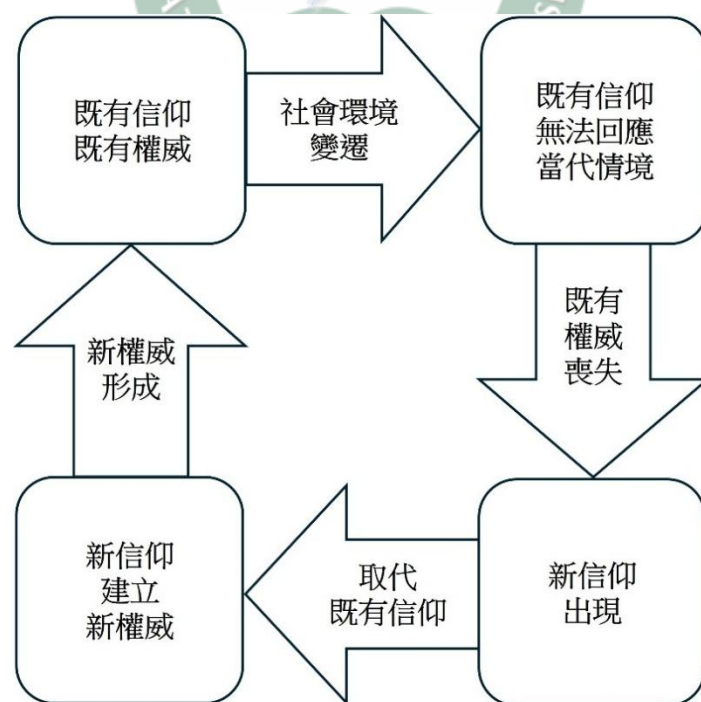 既有信仰
既有權威
社會環境
變遷
既有信仰
無法回應
當代情境
既有
權威
喪失
新信仰
出現
取代
既有信仰
新信仰
建立
新權威
新權威
形成